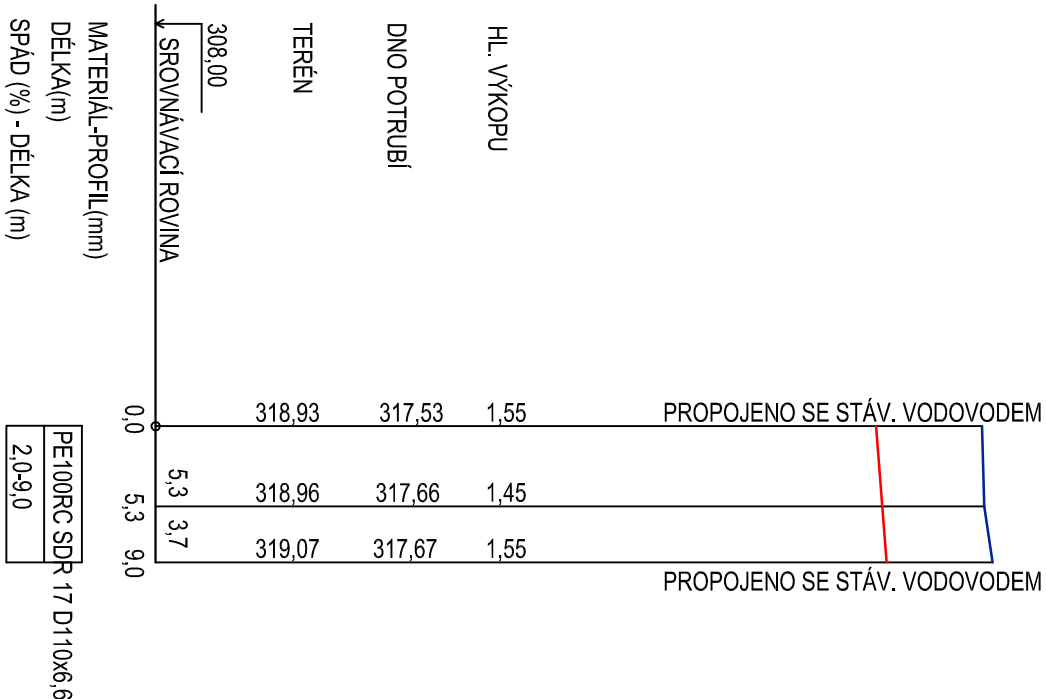 HL. VÝKOPU
DNO POTRUBÍ
TERÉN
308,00
SROVNÁVACÍ ROVINA
MATERIÁL-PROFIL(mm)
DÉLKA(m)
SPÁD (%) - DÉLKA (m)
PROPOJENO SE STÁV. VODOVODEM
318,93 317,53 1,55
318,96 317,66 1,45
319,07 317,67 1,55
PROPOJENO SE STÁV. VODOVODEM
5,3 3,7
0,0 5,3 9,0
PE100RC SDR 17 D110x6,6
2,0-9,0